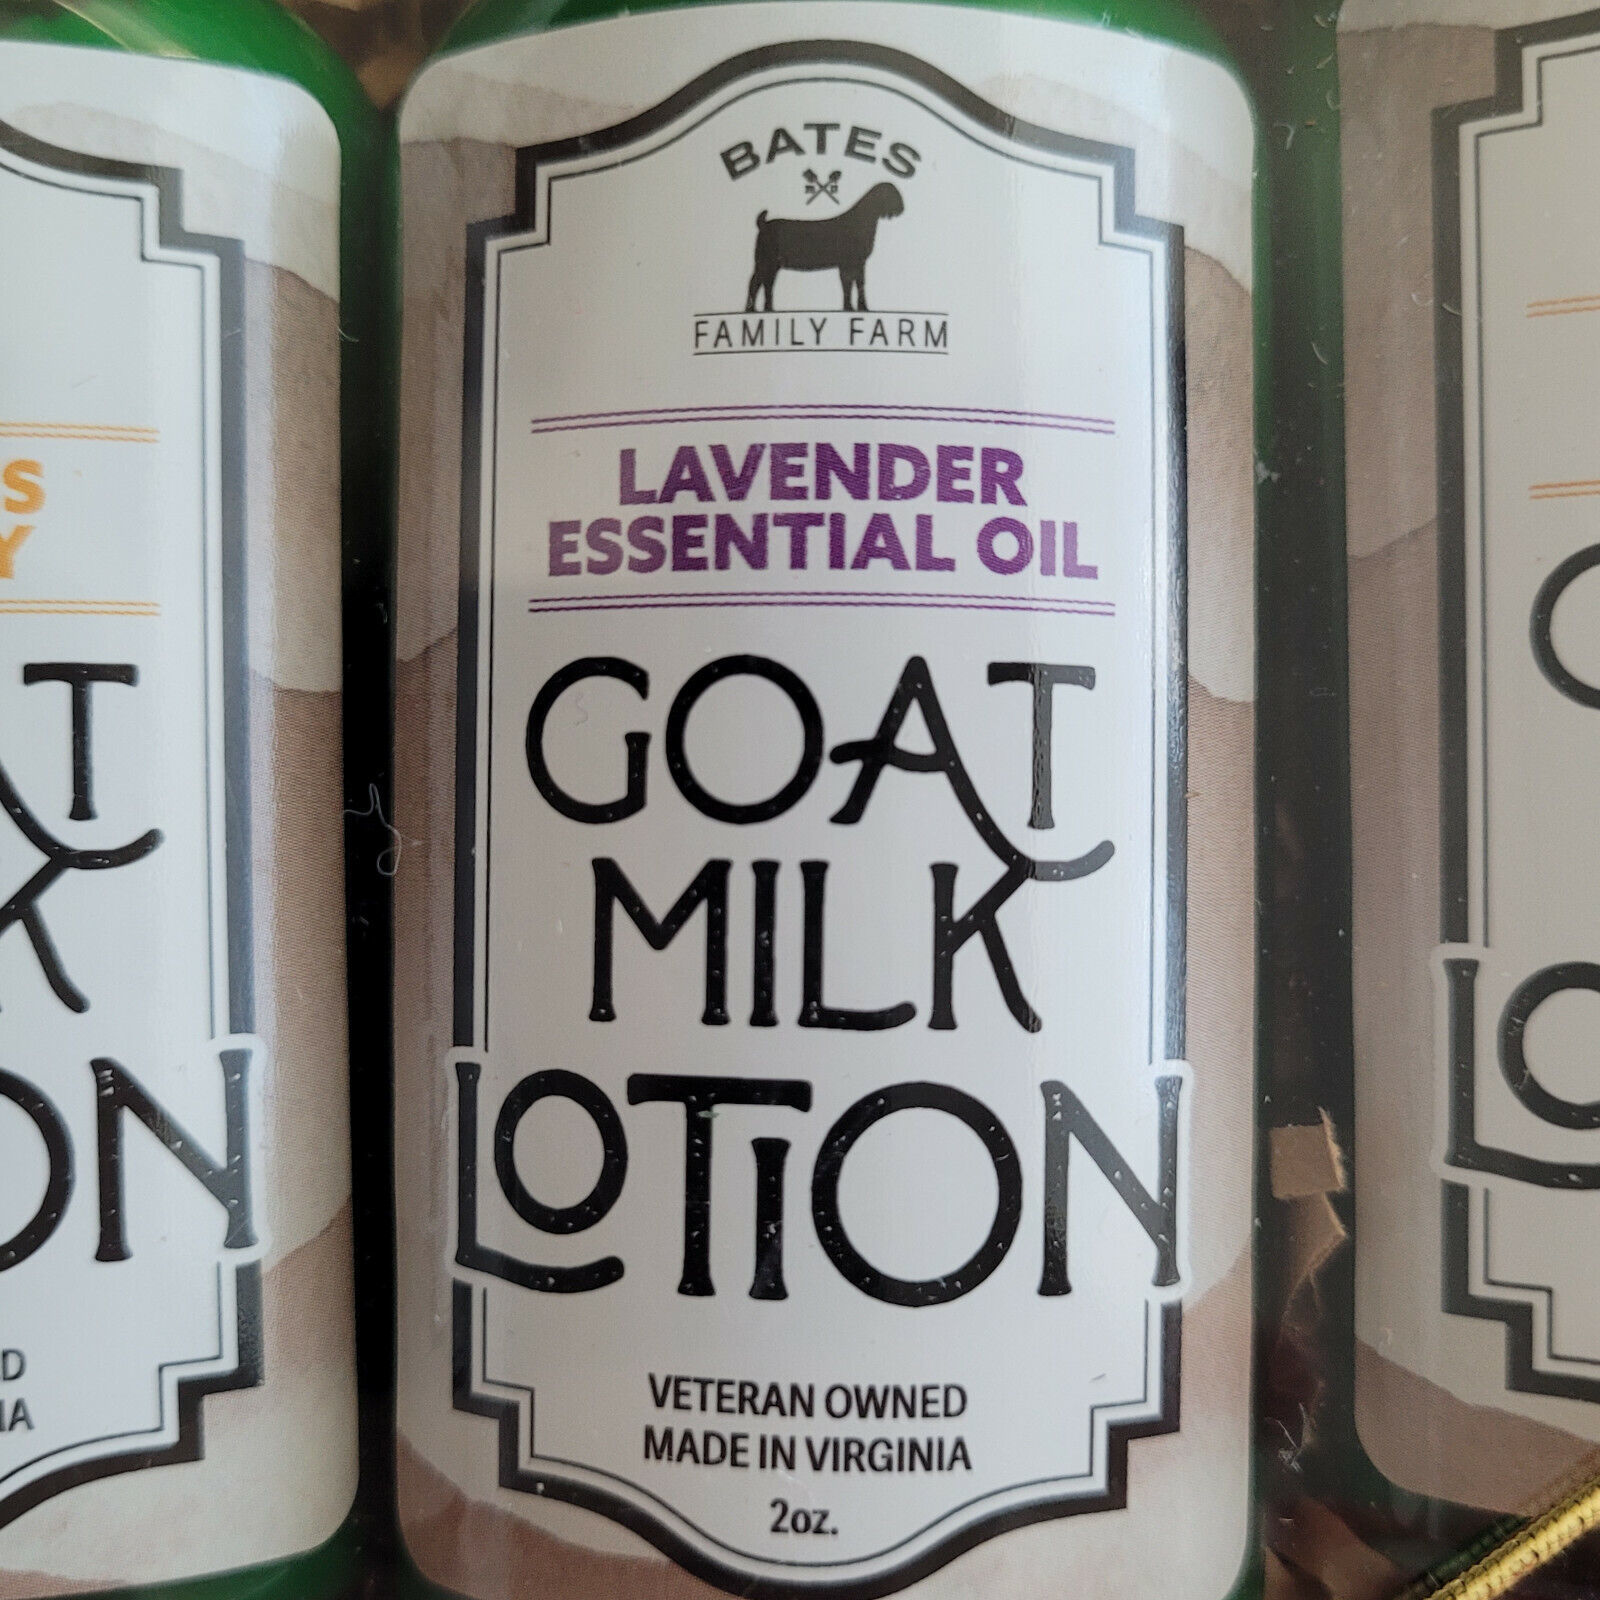 BATES
FAMILY FARM
LAVENDER
ESSENTIAL OIL
GOAT
MILK
LOTION
VETERAN OWNED
MADE IN VIRGINIA
2oz.